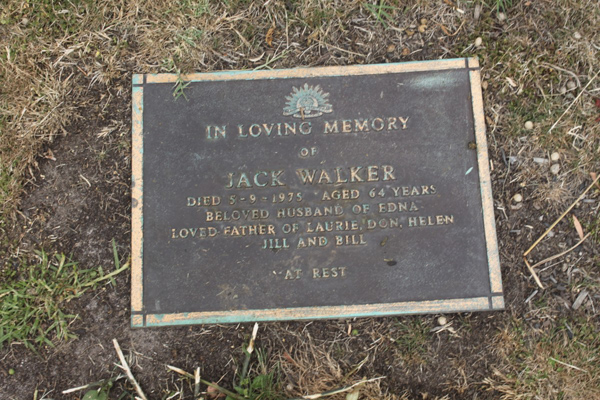 IN LOVING MEMORY
OF
JACK WALKER
DIED 5-9-1975 AGED 64 YEARS
BELOVED HUSBAND OF EDNA
LOVED FATHER OF LAURIE, DON, HELEN
JILL AND BILL
AT REST